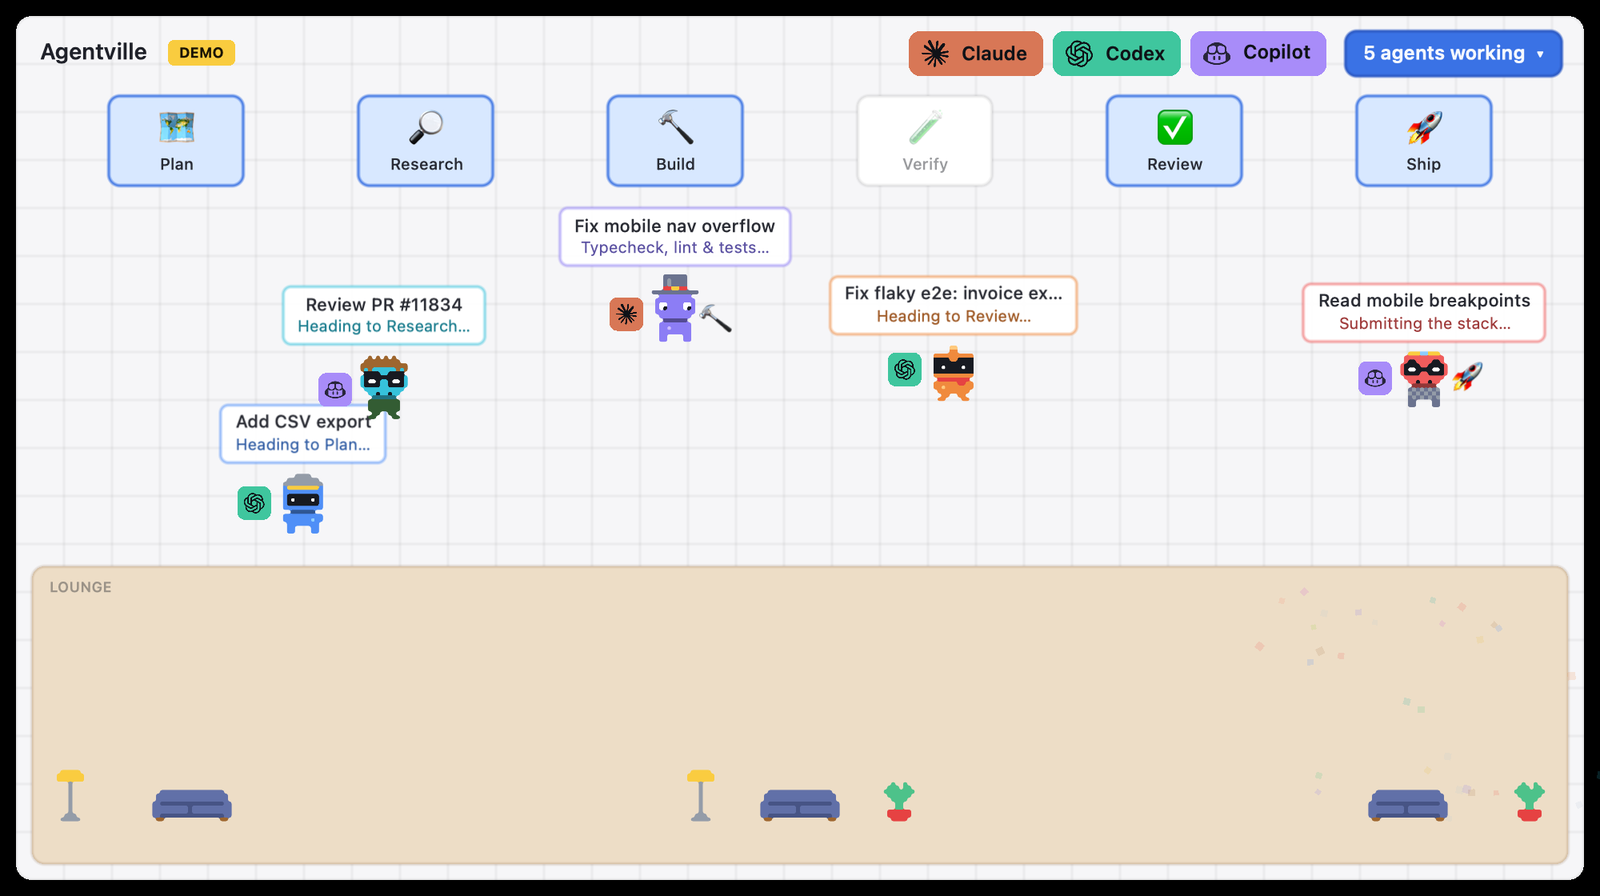 Agentville
DEMO
Claude
Codex
Copilot
5 agents working
Plan
Research
Build
Verify
Review
Ship
Fix mobile nav overflow
Typecheck, lint & tests...
Review PR #11834
Heading to Research...
Fix flaky e2e: invoice ex...
Heading to Review...
Read mobile breakpoints
Submitting the stack...
Add CSV export
Heading to Plan...
LOUNGE